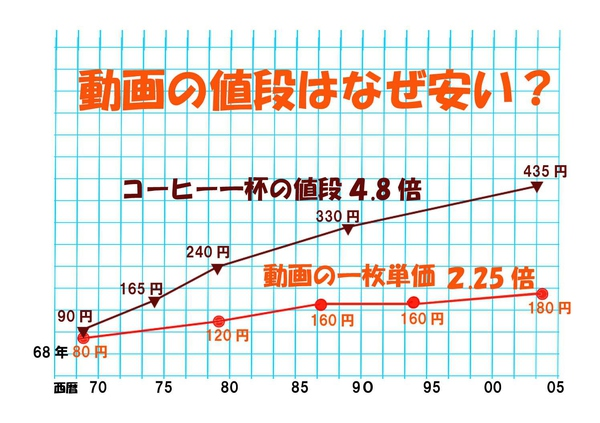 動画の値段はなぜ安い？
435円
コーヒー一杯の値段4.8倍
330円
240円
動画の一枚単価 2.25倍
165円
90円
180円
160円
160円
120円
68年 80円
西暦 70 75 80 85 90 95 00 05